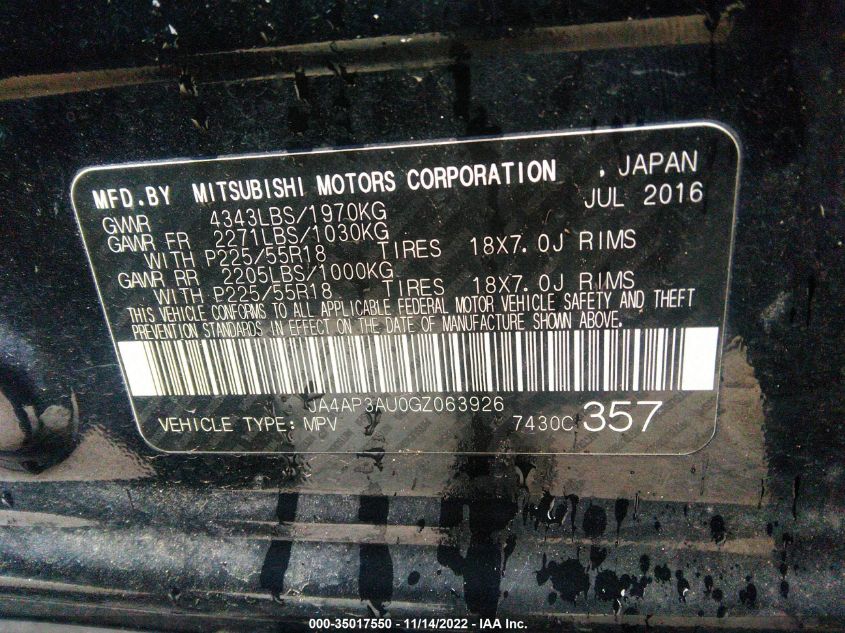 MFD.BY MITSUBISHI MOTORS CORPORATION , JAPAN
GVWR 4343LBS/1970KG JUL 2016
GAWR FR 2271LBS/1030KG
WITH P225/55R18 TIRES 18X7.0J RIMS
GAWR RR 2205LBS/1000KG
WITH P225/55R18 TIRES 18X7.0J RIMS
THIS VEHICLE CONFORMS TO ALL APPLICABLE FEDERAL MOTOR VEHICLE SAFETY AND THEFT
PREVENTION STANDARDS IN EFFECT ON THE DATE OF MANUFACTURE SHOWN ABOVE.
JA4AP3AU0GZ063926
VEHICLE TYPE: MPV 7430C 357
000-35017550 - 11/14/2022 - IAA Inc.